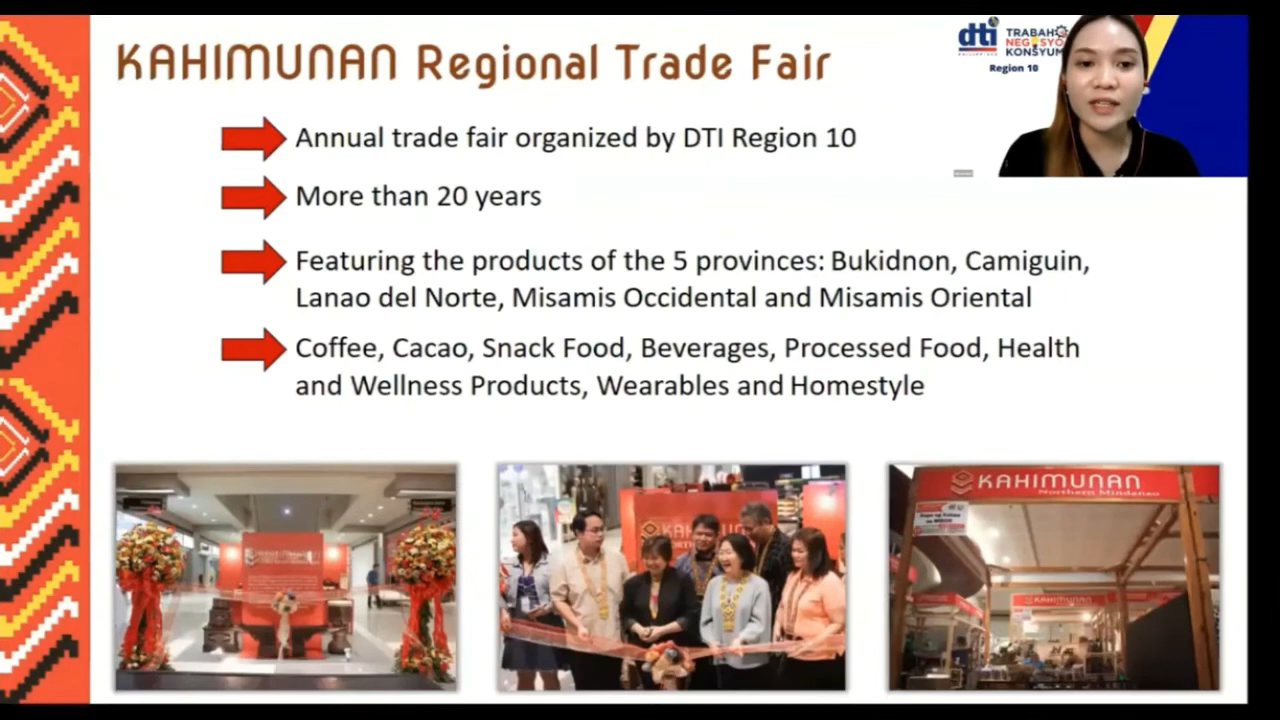 KAHIMUNAN Regional Trade Fair
dti
PHILIPPINES
TRABAHO
NEGOSYO
KONSYUM
Region 10
Annual trade fair organized by DTI Region 10
More than 20 years
Featuring the products of the 5 provinces: Bukidnon, Camiguin,
Lanao del Norte, Misamis Occidental and Misamis Oriental
Coffee, Cacao, Snack Food, Beverages, Processed Food, Health
and Wellness Products, Wearables and Homestyle
KAHIMUNAN
Northern Mindanao
KAHIMUNAN